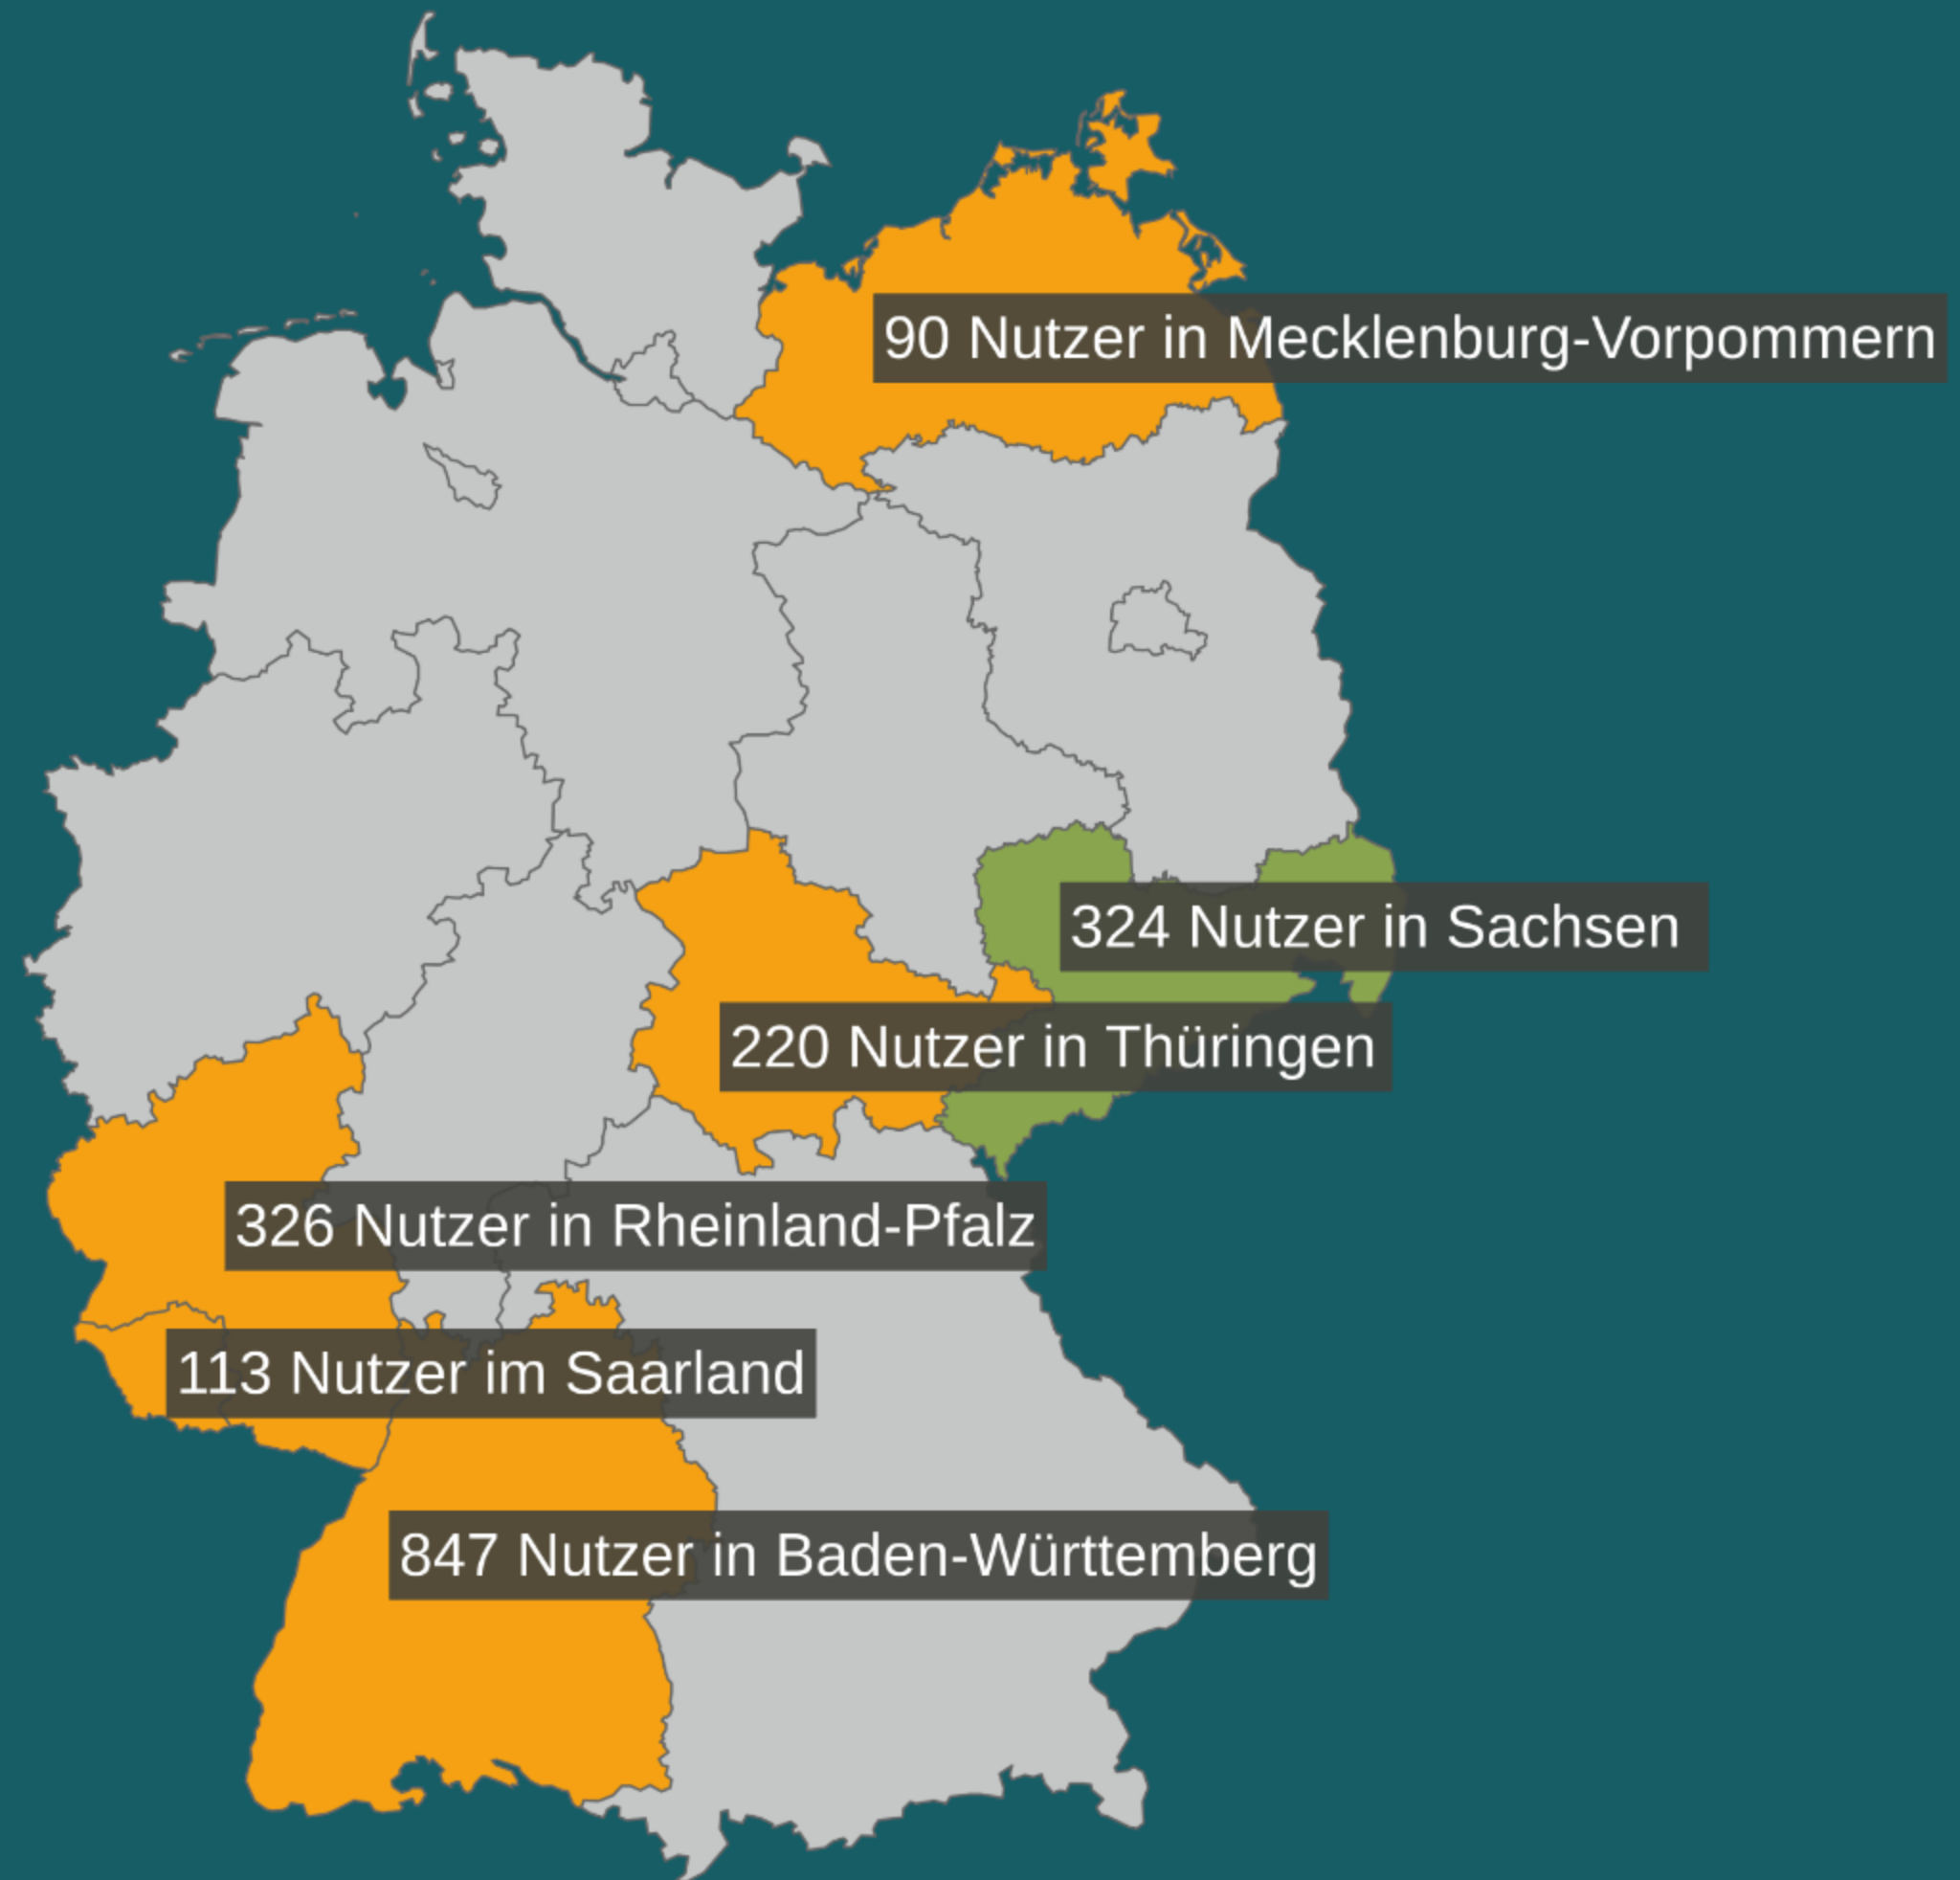 90 Nutzer in Mecklenburg-Vorpommern
324 Nutzer in Sachsen
220 Nutzer in Thüringen
326 Nutzer in Rheinland-Pfalz
113 Nutzer im Saarland
847 Nutzer in Baden-Württemberg